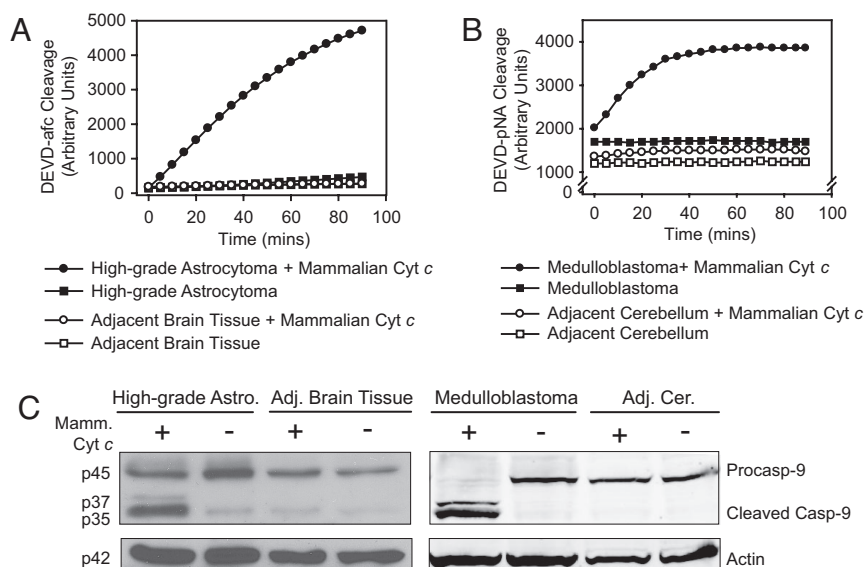 A
DEVD-afc Cleavage
(Arbitrary Units)
5000
4000
3000
2000
1000
0
0 20 40 60 80 100
Time (mins)
High-grade Astrocytoma + Mammalian Cyt c
High-grade Astrocytoma
Adjacent Brain Tissue + Mammalian Cyt c
Adjacent Brain Tissue
B
DEVD-pNA Cleavage
(Arbitrary Units)
4000
3000
2000
1000
0
0 20 40 60 80 100
Time (mins)
Medulloblastoma+ Mammalian Cyt c
Medulloblastoma
Adjacent Cerebellum + Mammalian Cyt c
Adjacent Cerebellum
C
High-grade Astro. Adj. Brain Tissue Medulloblastoma Adj. Cer.
Mamm.
Cyt c + - + - + - + -
p45 Procasp-9
p37
p35 Cleaved Casp-9
p42 Actin